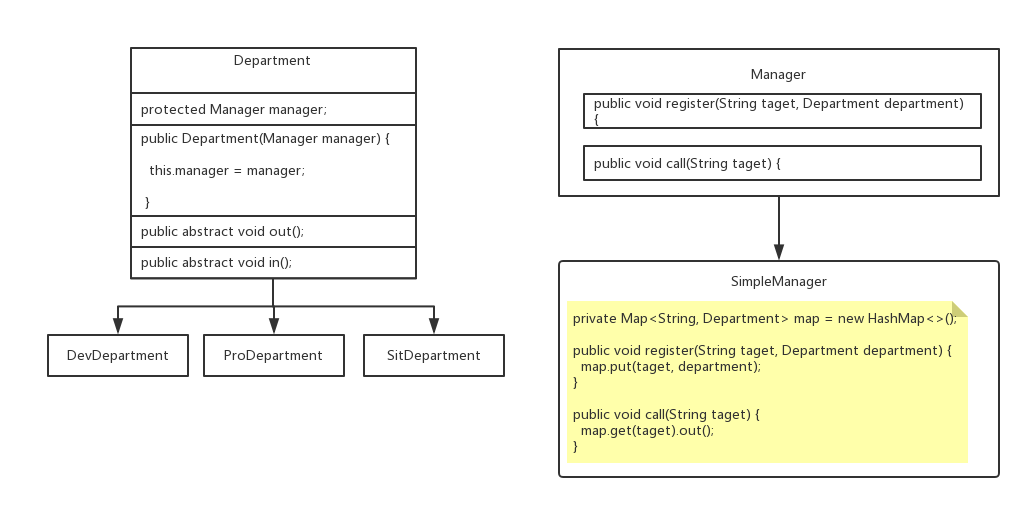 Department
protected Manager manager;
public Department(Manager manager) {
this.manager = manager;
}
public abstract void out();
public abstract void in();
DevDepartment
ProDepartment
SitDepartment
Manager
public void register(String taget, Department department)
{
public void call(String taget) {
SimpleManager
private Map<String, Department> map = new HashMap<>();
public void register(String taget, Department department) {
map.put(taget, department);
}
public void call(String taget) {
map.get(taget).out();
}